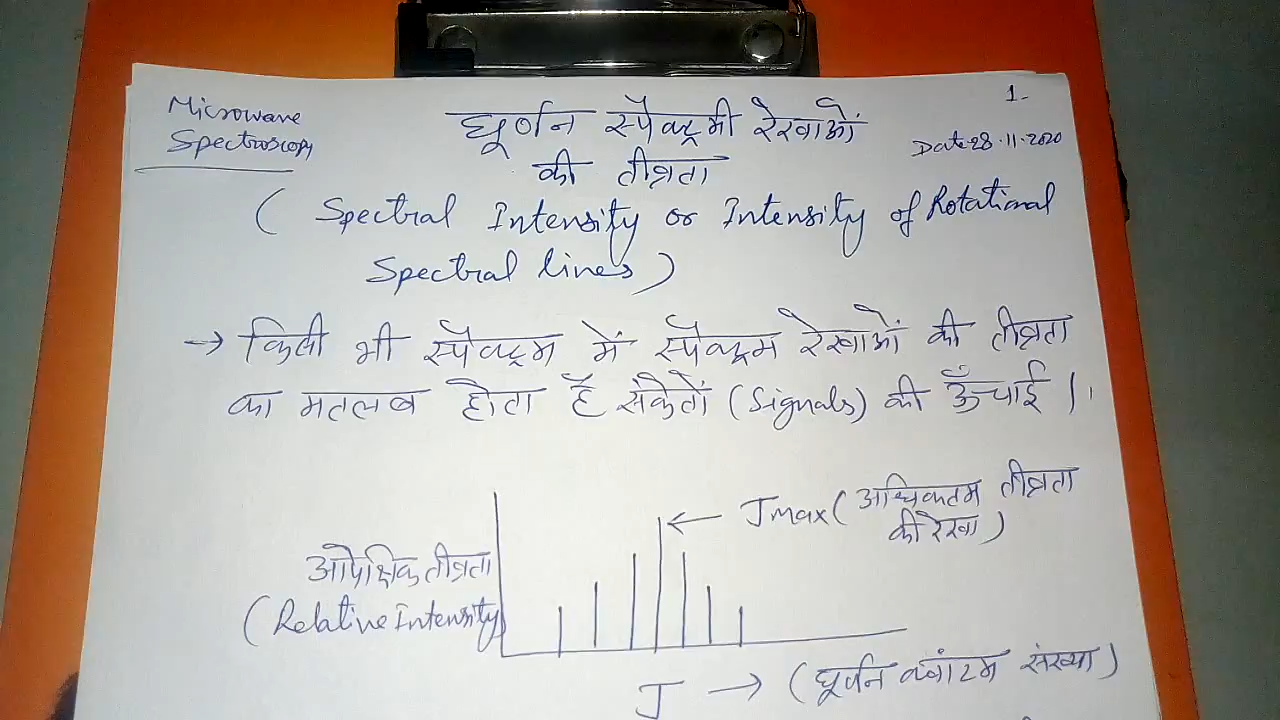 1-
Microwave
Spectroscopy
घूर्णन स्पैक्ट्रमी रेखाओं
की तीव्रता
Date 28.11.2020
( Spectral Intensity or Intensity of Rotational
Spectral lines )
→ किसी भी स्पैक्ट्रम में स्पैक्ट्रम रेखाओं की तीव्रता
का मतलब होता है संकेतों (Signals) की ऊँचाई ।
Jmax ( अधिकतम तीव्रता
की रेखा )
आपेक्षिक तीव्रता
(Relative Intensity)
J → (घूर्णन क्वांटम संख्या)